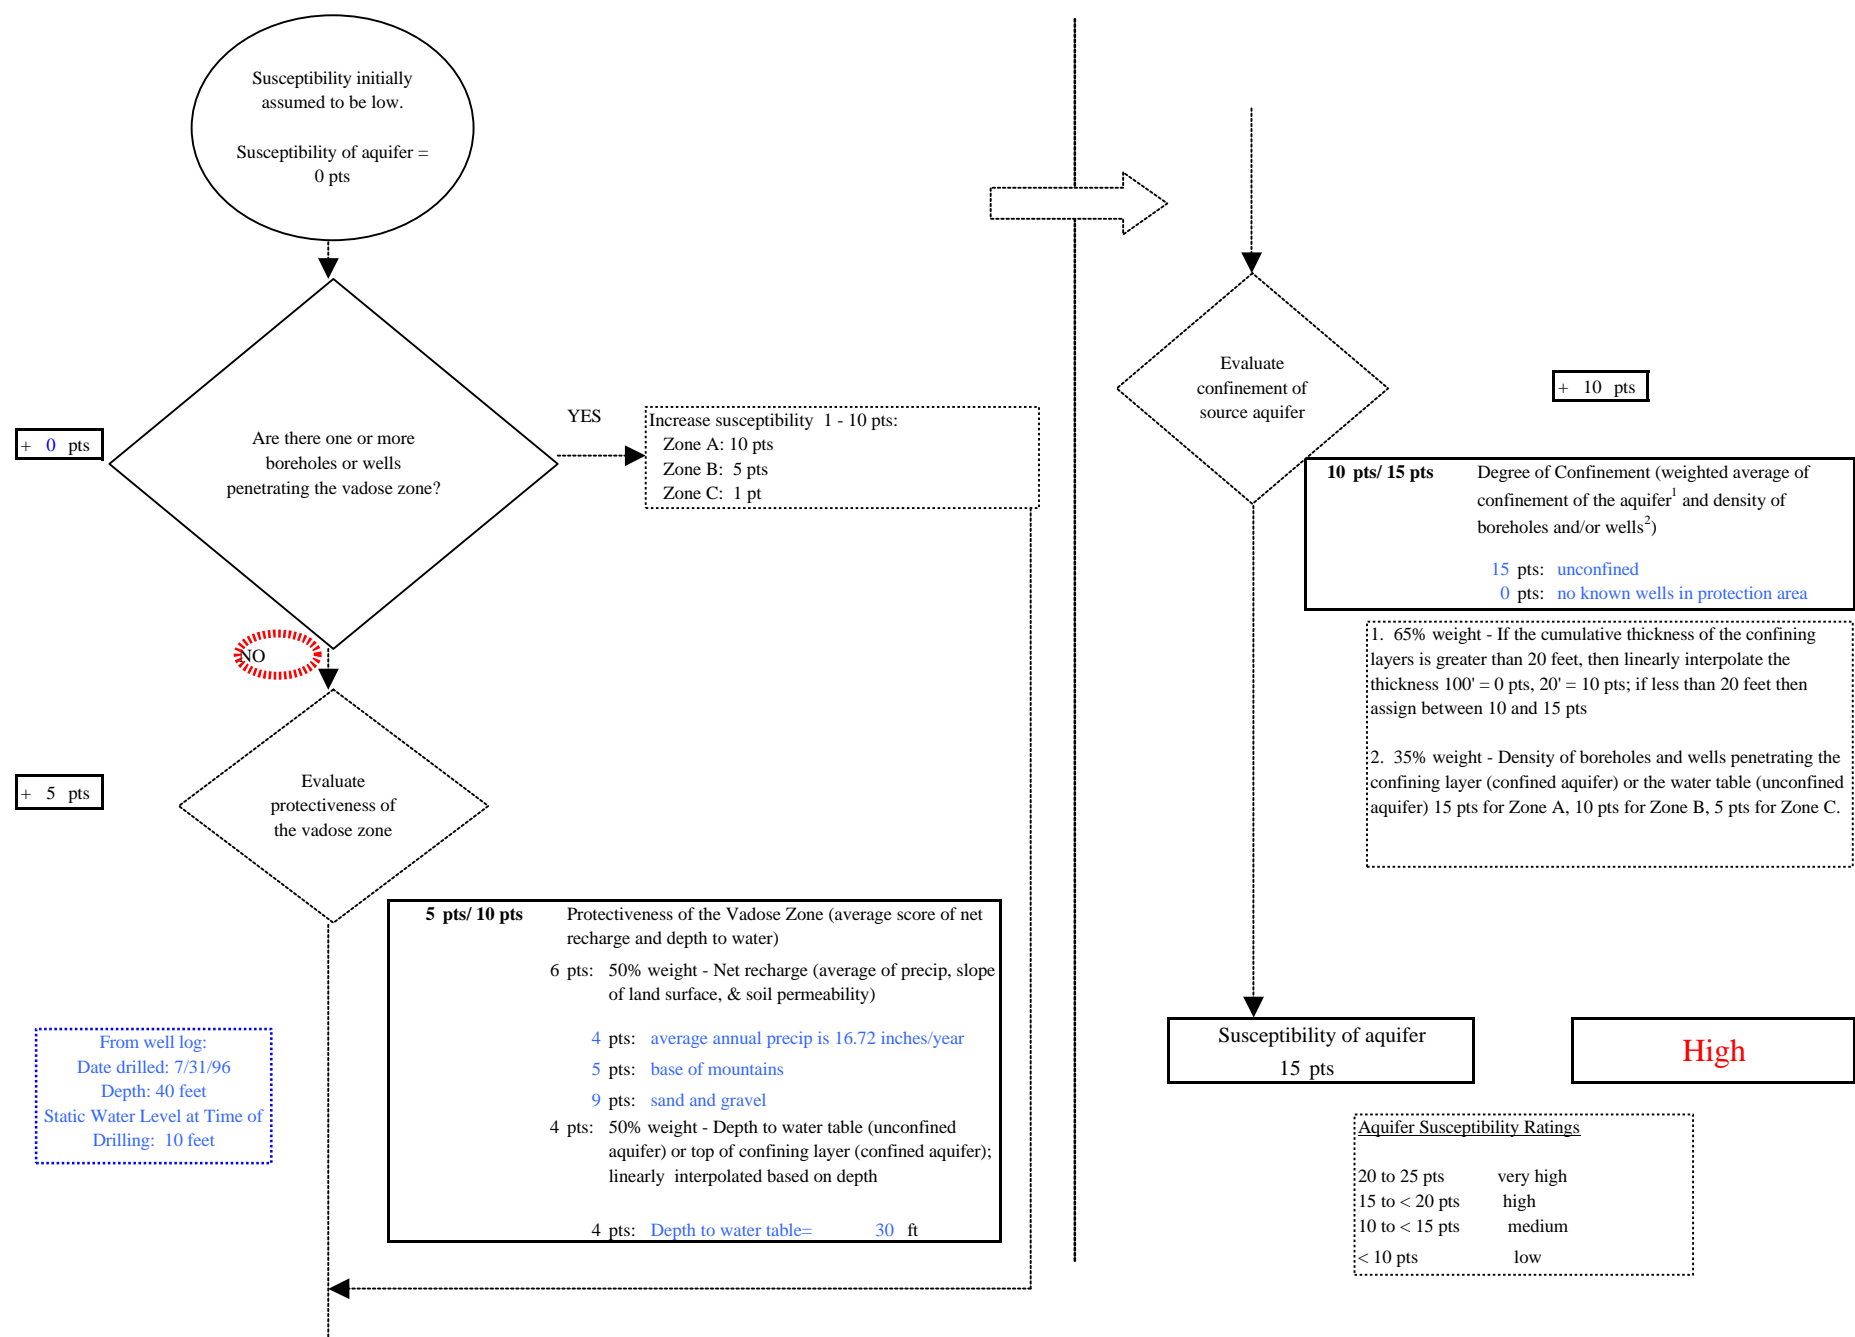 Susceptibility initially
assumed to be low.
Susceptibility of aquifer =
0 pts
+ 0 pts
Are there one or more
boreholes or wells
penetrating the vadose zone?
YES
Increase susceptibility 1 - 10 pts:
Zone A: 10 pts
Zone B: 5 pts
Zone C: 1 pt
NO
+ 5 pts
Evaluate
protectiveness of
the vadose zone
5 pts/ 10 pts Protectiveness of the Vadose Zone (average score of net
recharge and depth to water)
6 pts: 50% weight - Net recharge (average of precip, slope
of land surface, & soil permeability)
4 pts: average annual precip is 16.72 inches/year
5 pts: base of mountains
9 pts: sand and gravel
4 pts: 50% weight - Depth to water table (unconfined
aquifer) or top of confining layer (confined aquifer);
linearly interpolated based on depth
4 pts: Depth to water table= 30 ft
From well log:
Date drilled: 7/31/96
Depth: 40 feet
Static Water Level at Time of
Drilling: 10 feet
Evaluate
confinement of
source aquifer
+ 10 pts
10 pts/ 15 pts Degree of Confinement (weighted average of
confinement of the aquifer1 and density of
boreholes and/or wells2)
15 pts: unconfined
0 pts: no known wells in protection area
1. 65% weight - If the cumulative thickness of the confining
layers is greater than 20 feet, then linearly interpolate the
thickness 100' = 0 pts, 20' = 10 pts; if less than 20 feet then
assign between 10 and 15 pts
2. 35% weight - Density of boreholes and wells penetrating the
confining layer (confined aquifer) or the water table (unconfined
aquifer) 15 pts for Zone A, 10 pts for Zone B, 5 pts for Zone C.
Susceptibility of aquifer
15 pts
High
Aquifer Susceptibility Ratings
20 to 25 pts very high
15 to < 20 pts high
10 to < 15 pts medium
< 10 pts low